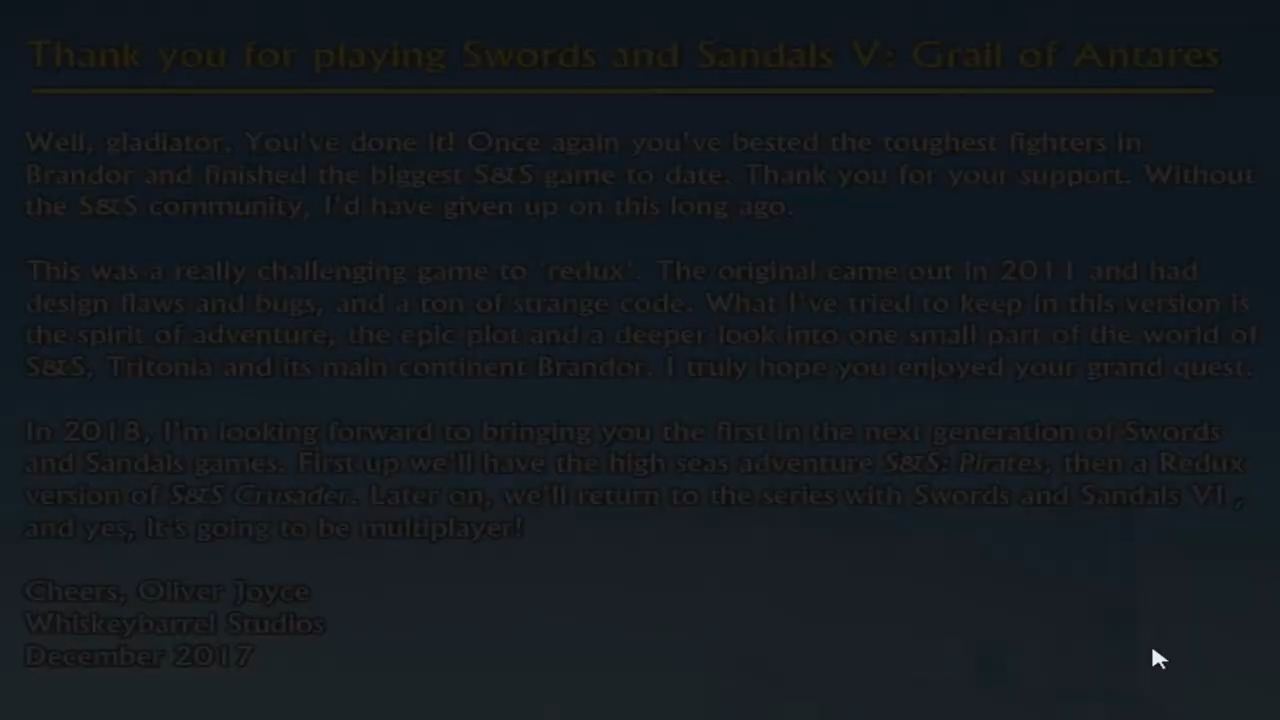 Thank you for playing Swords and Sandals V: Grail of Antares
Well, gladiator. You've done it! Once again you've bested the toughest fighters in
Brandor and finished the biggest S&S game to date. Thank you for your support. Without
the S&S community, I'd have given up on this long ago.
This was a really challenging game to 'redux'. The original came out in 2011 and had
design flaws and bugs, and a ton of strange code. What I've tried to keep in this version is
the spirit of adventure, the epic plot and a deeper look into one small part of the world of
S&S, Tritonia and its main continent Brandor. I truly hope you enjoyed your grand quest.
In 2018, I'm looking forward to bringing you the first in the next generation of Swords
and Sandals games. First up we'll have the high seas adventure S&S: Pirates, then a Redux
version of S&S Crusader. Later on, we'll return to the series with Swords and Sandals VI ,
and yes, it's going to be multiplayer!
Cheers, Oliver Joyce
Whiskeybarrel Studios
December 2017